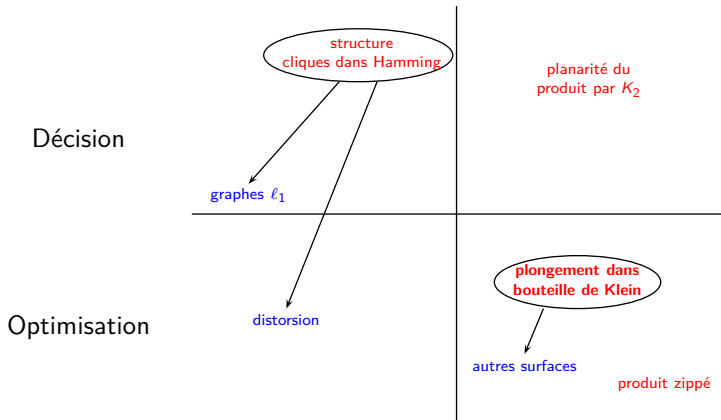 structure
cliques dans Hamming
planarité du
produit par K₂
Décision
graphes ℓ₁
plongement dans
bouteille de Klein
Optimisation
distorsion
autres surfaces
produit zippé